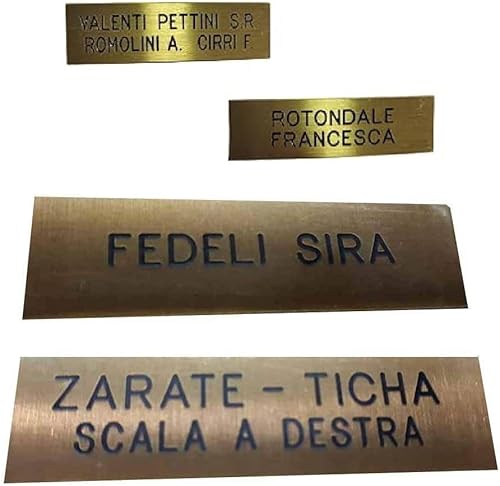 VALENTI PETTINI S.R.
ROMOLINI A. CIRRI F.
ROTONDALE
FRANCESCA
FEDELI SIRA
ZARATE - TICHA
SCALA A DESTRA